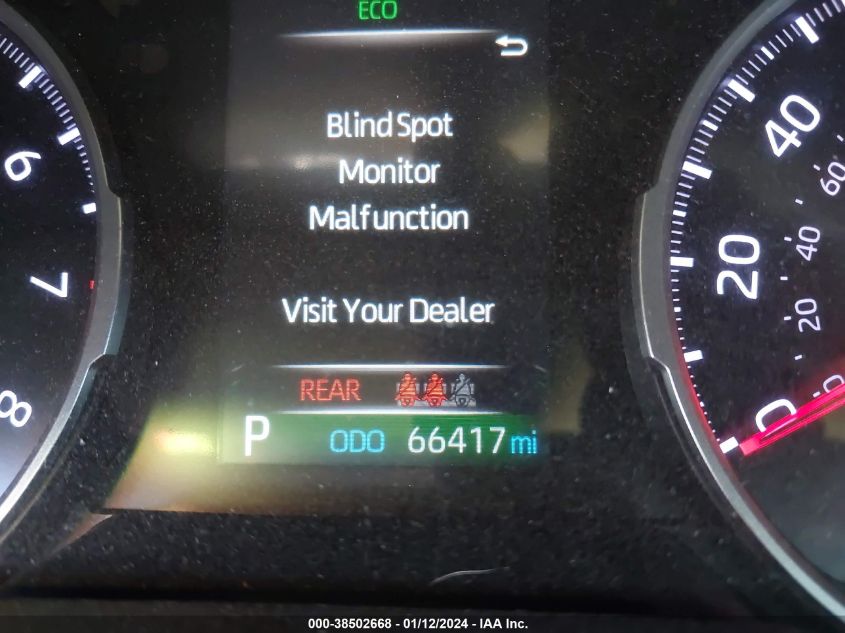 ECO
Blind Spot
Monitor
Malfunction
Visit Your Dealer
REAR
P ODO 66417 mi
6
7
8
40
60
20
40
20
0
0
000-38502668 - 01/12/2024 - IAA Inc.